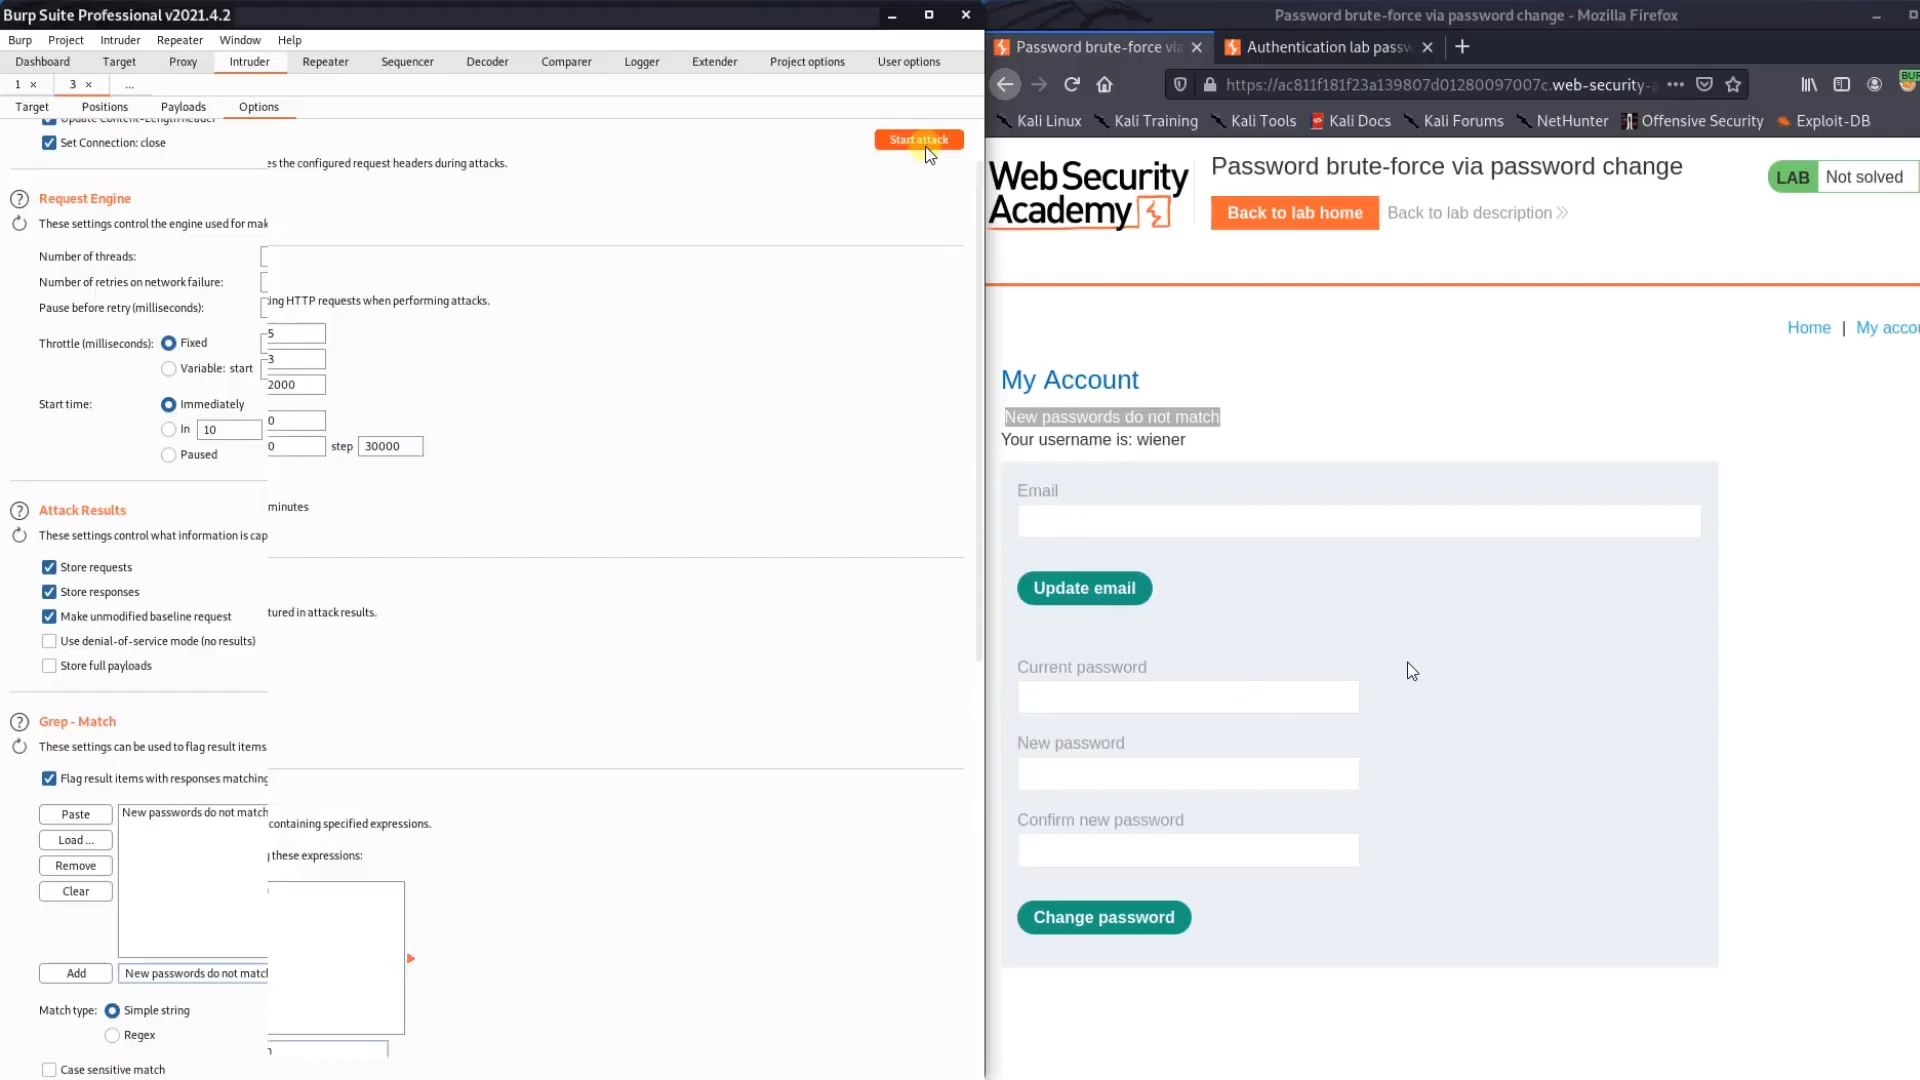 Burp Suite Professional v2021.4.2
Burp Project Intruder Repeater Window Help
Dashboard Target Proxy Intruder Repeater Sequencer Decoder Comparer Logger Extender Project options User options
1 × 3 × ...
Target Positions Payloads Options
Update Content-Length header
Start attack
Set Connection: close
es the configured request headers during attacks.
Request Engine
These settings control the engine used for mak
Number of threads:
Number of retries on network failure:
ing HTTP requests when performing attacks.
Pause before retry (milliseconds):
5
Throttle (milliseconds): Fixed
3
Variable: start
2000
Start time: Immediately
0
In 10
0 step 30000
Paused
minutes
Attack Results
These settings control what information is cap
Store requests
Store responses
tured in attack results.
Make unmodified baseline request
Use denial-of-service mode (no results)
Store full payloads
Grep - Match
These settings can be used to flag result items
Flag result items with responses matching
Paste
New passwords do not match
containing specified expressions.
Load ...
these expressions:
Remove
Clear
Add
New passwords do not match
Match type: Simple string
Regex
Case sensitive match
Password brute-force via password change - Mozilla Firefox
Password brute-force via
Authentication lab passw
https://ac811f181f23a139807d01280097007c.web-security-a
BUR
Kali Linux Kali Training Kali Tools Kali Docs Kali Forums NetHunter Offensive Security Exploit-DB
Web Security
Academy
Password brute-force via password change
Back to lab home Back to lab description
LAB Not solved
Home | My accou
My Account
New passwords do not match
Your username is: wiener
Email
Update email
Current password
New password
Confirm new password
Change password